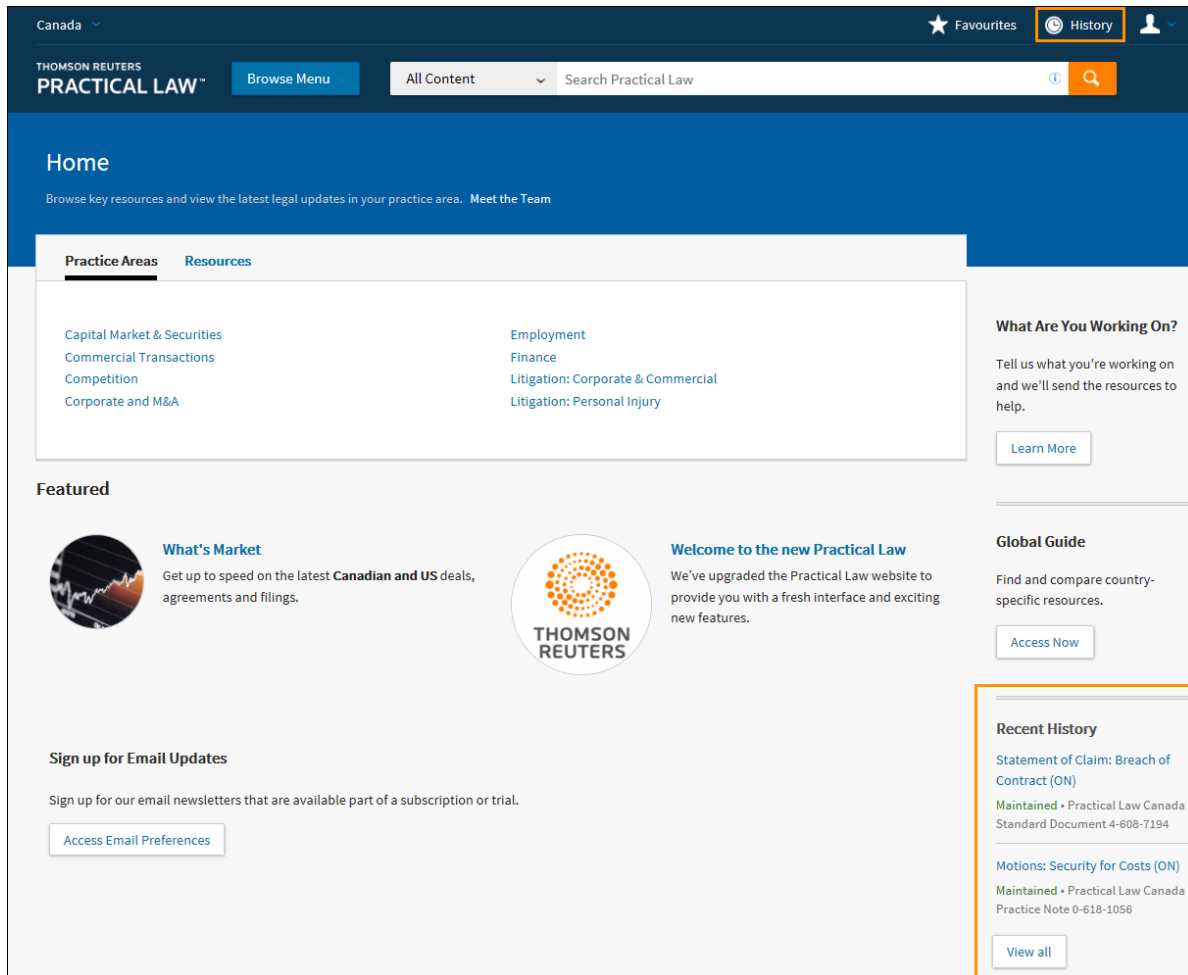 Canada
Favourites
History
THOMSON REUTERS
PRACTICAL LAW™
Browse Menu
All Content
Search Practical Law
Home
Browse key resources and view the latest legal updates in your practice area. Meet the Team
Practice Areas
Resources
Capital Market & Securities
Commercial Transactions
Competition
Corporate and M&A
Employment
Finance
Litigation: Corporate & Commercial
Litigation: Personal Injury
What Are You Working On?
Tell us what you're working on
and we'll send the resources to
help.
Learn More
Featured
What's Market
Get up to speed on the latest Canadian and US deals,
agreements and filings.
THOMSON
REUTERS
Welcome to the new Practical Law
We've upgraded the Practical Law website to
provide you with a fresh interface and exciting
new features.
Global Guide
Find and compare country-
specific resources.
Access Now
Sign up for Email Updates
Sign up for our email newsletters that are available part of a subscription or trial.
Access Email Preferences
Recent History
Statement of Claim: Breach of
Contract (ON)
Maintained • Practical Law Canada
Standard Document 4-608-7194
Motions: Security for Costs (ON)
Maintained • Practical Law Canada
Practice Note 0-618-1056
View all